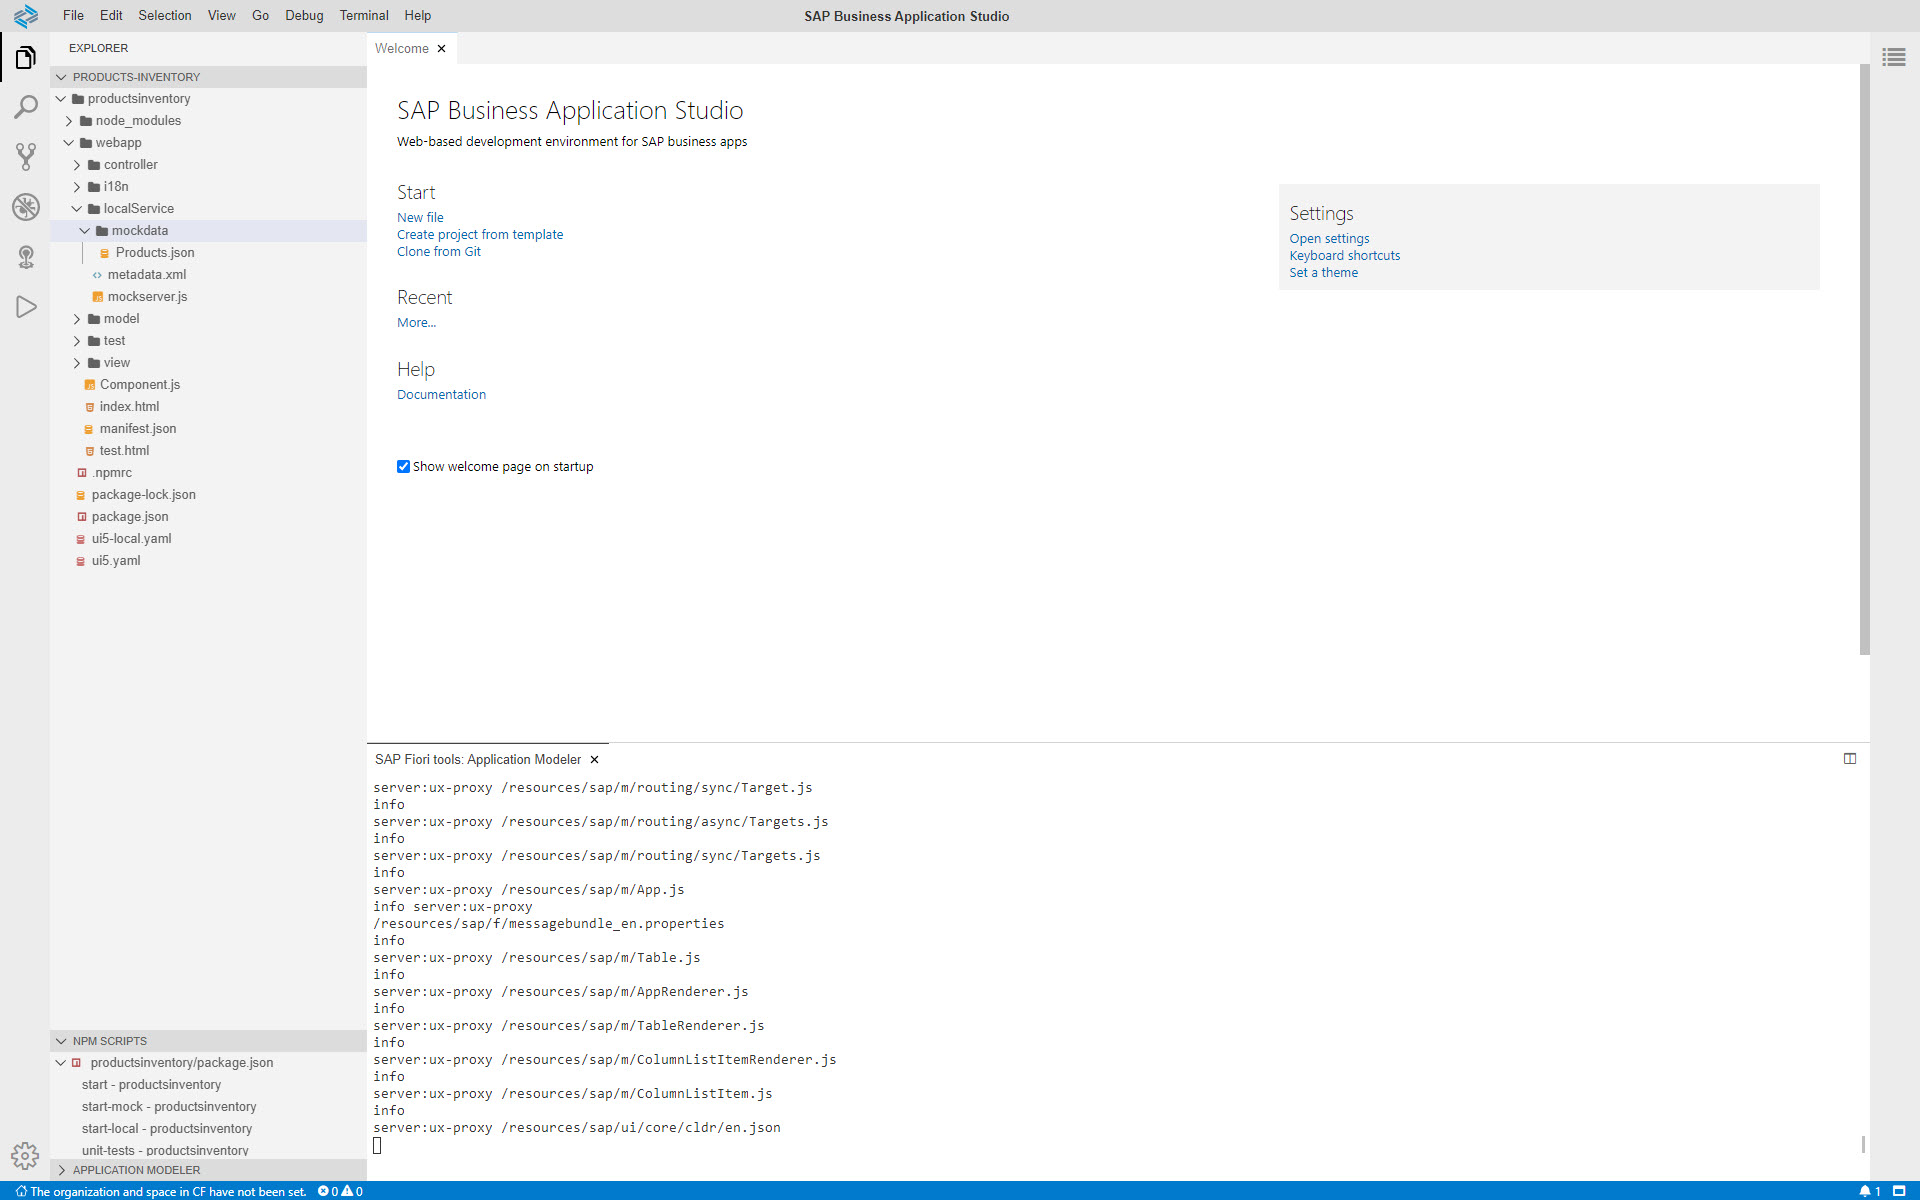 File Edit Selection View Go Debug Terminal Help
SAP Business Application Studio
EXPLORER
PRODUCTS-INVENTORY
productsinventory
node_modules
webapp
controller
i18n
localService
mockdata
Products.json
metadata.xml
mockserver.js
model
test
view
Component.js
index.html
manifest.json
test.html
.npmrc
package-lock.json
package.json
ui5-local.yaml
ui5.yaml
NPM SCRIPTS
productsinventory/package.json
start - productsinventory
start-mock - productsinventory
start-local - productsinventory
unit-tests - productsinventory
APPLICATION MODELER
Welcome
SAP Business Application Studio
Web-based development environment for SAP business apps
Start
New file
Create project from template
Clone from Git
Recent
More...
Help
Documentation
Show welcome page on startup
Settings
Open settings
Keyboard shortcuts
Set a theme
SAP Fiori tools: Application Modeler
server:ux-proxy /resources/sap/m/routing/sync/Target.js
info
server:ux-proxy /resources/sap/m/routing/async/Targets.js
info
server:ux-proxy /resources/sap/m/routing/sync/Targets.js
info
server:ux-proxy /resources/sap/m/App.js
info server:ux-proxy
/resources/sap/f/messagebundle_en.properties
info
server:ux-proxy /resources/sap/m/Table.js
info
server:ux-proxy /resources/sap/m/AppRenderer.js
info
server:ux-proxy /resources/sap/m/TableRenderer.js
info
server:ux-proxy /resources/sap/m/ColumnListItemRenderer.js
info
server:ux-proxy /resources/sap/m/ColumnListItem.js
info
server:ux-proxy /resources/sap/ui/core/cldr/en.json
The organization and space in CF have not been set. 0 0
1